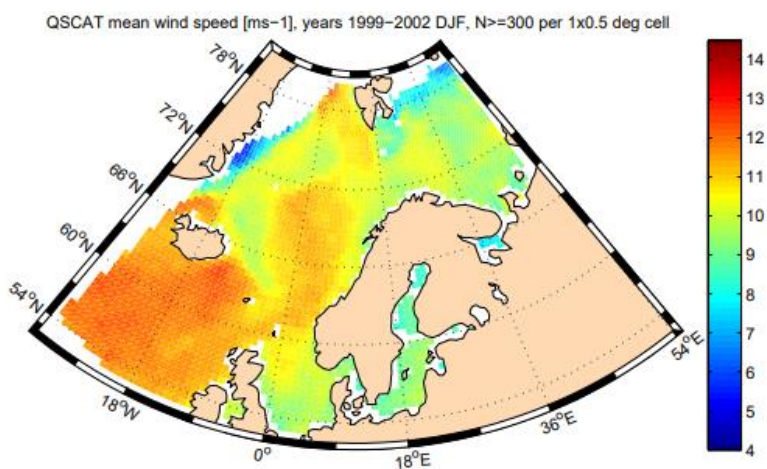 QSCAT mean wind speed [ms−1], years 1999−2002 DJF, N>=300 per 1x0.5 deg cell
78°N
72°N
66°N
60°N
54°N
18°W
0°
18°E
36°E
54°E
14
13
12
11
10
9
8
7
6
5
4